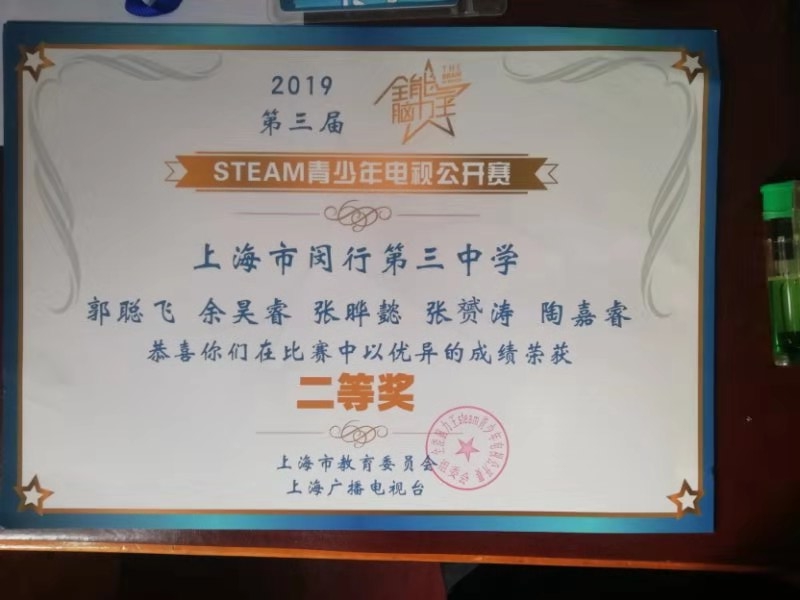 2019
第三届
全能脑力王
STEAM青少年电视公开赛
上海市闵行第三中学
郭聪飞 余昊睿 张晔懿 张赟涛 陶嘉睿
恭喜你们在比赛中以优异的成绩荣获
二等奖
上海市教育委员会
上海广播电视台